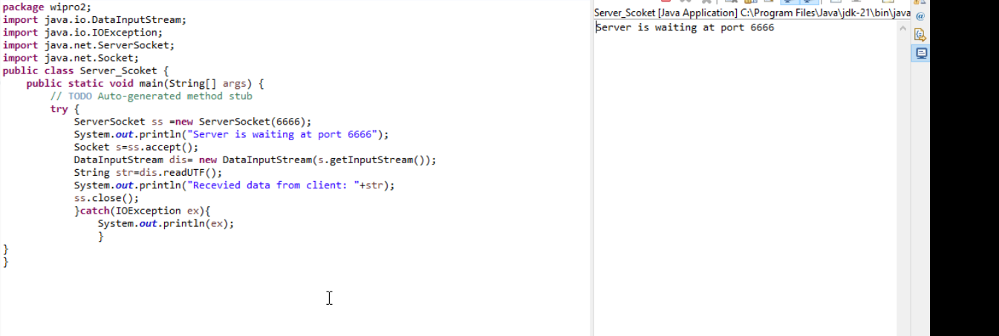 package wipro2;
import java.io.DataInputStream;
import java.io.IOException;
import java.net.ServerSocket;
import java.net.Socket;
public class Server_Scoket {
public static void main(String[] args) {
// TODO Auto-generated method stub
try {
ServerSocket ss =new ServerSocket(6666);
System.out.println("Server is waiting at port 6666");
Socket s=ss.accept();
DataInputStream dis= new DataInputStream(s.getInputStream());
String str=dis.readUTF();
System.out.println("Recevied data from client: "+str);
ss.close();
}catch(IOException ex){
System.out.println(ex);
}
}
}
Server_Scoket [Java Application] C:\Program Files\Java\jdk-21\bin\java
Server is waiting at port 6666